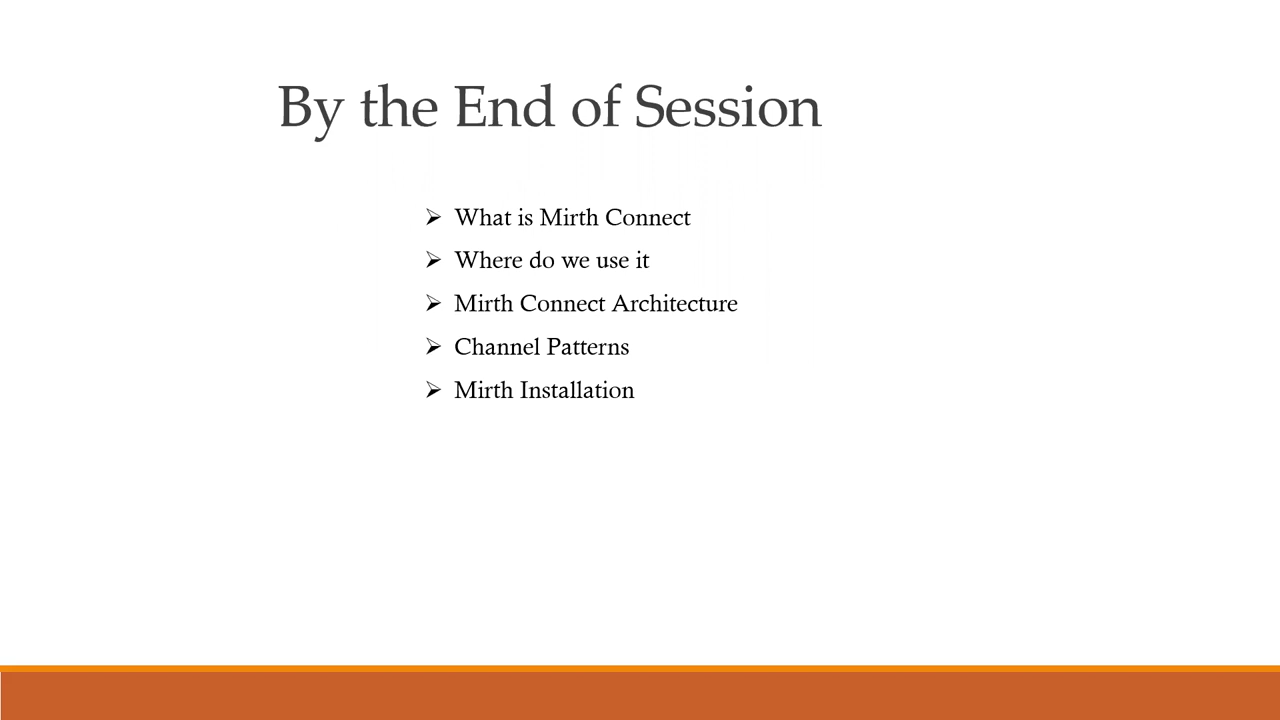 By the End of Session
➢ What is Mirth Connect
➢ Where do we use it
➢ Mirth Connect Architecture
➢ Channel Patterns
➢ Mirth Installation